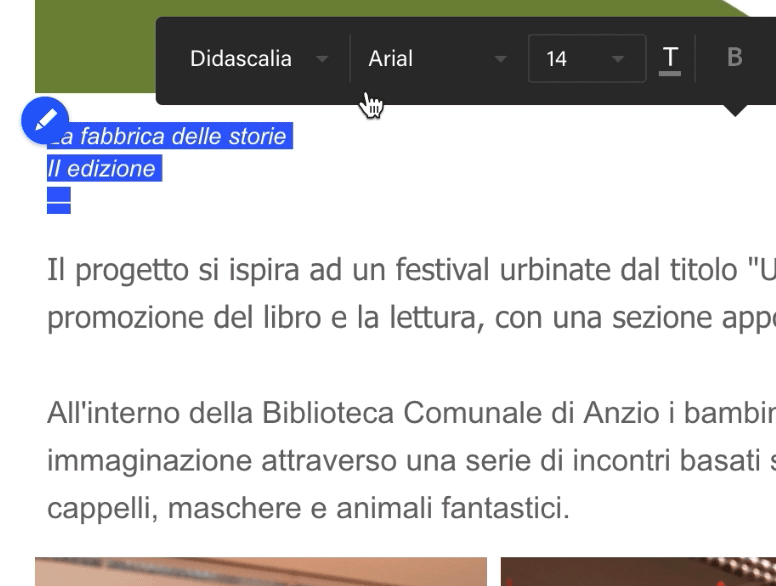 Didascalia Arial 14 T B
La fabbrica delle storie
II edizione
Il progetto si ispira ad un festival urbinate dal titolo "U
promozione del libro e la lettura, con una sezione appo
All'interno della Biblioteca Comunale di Anzio i bambin
immaginazione attraverso una serie di incontri basati s
cappelli, maschere e animali fantastici.